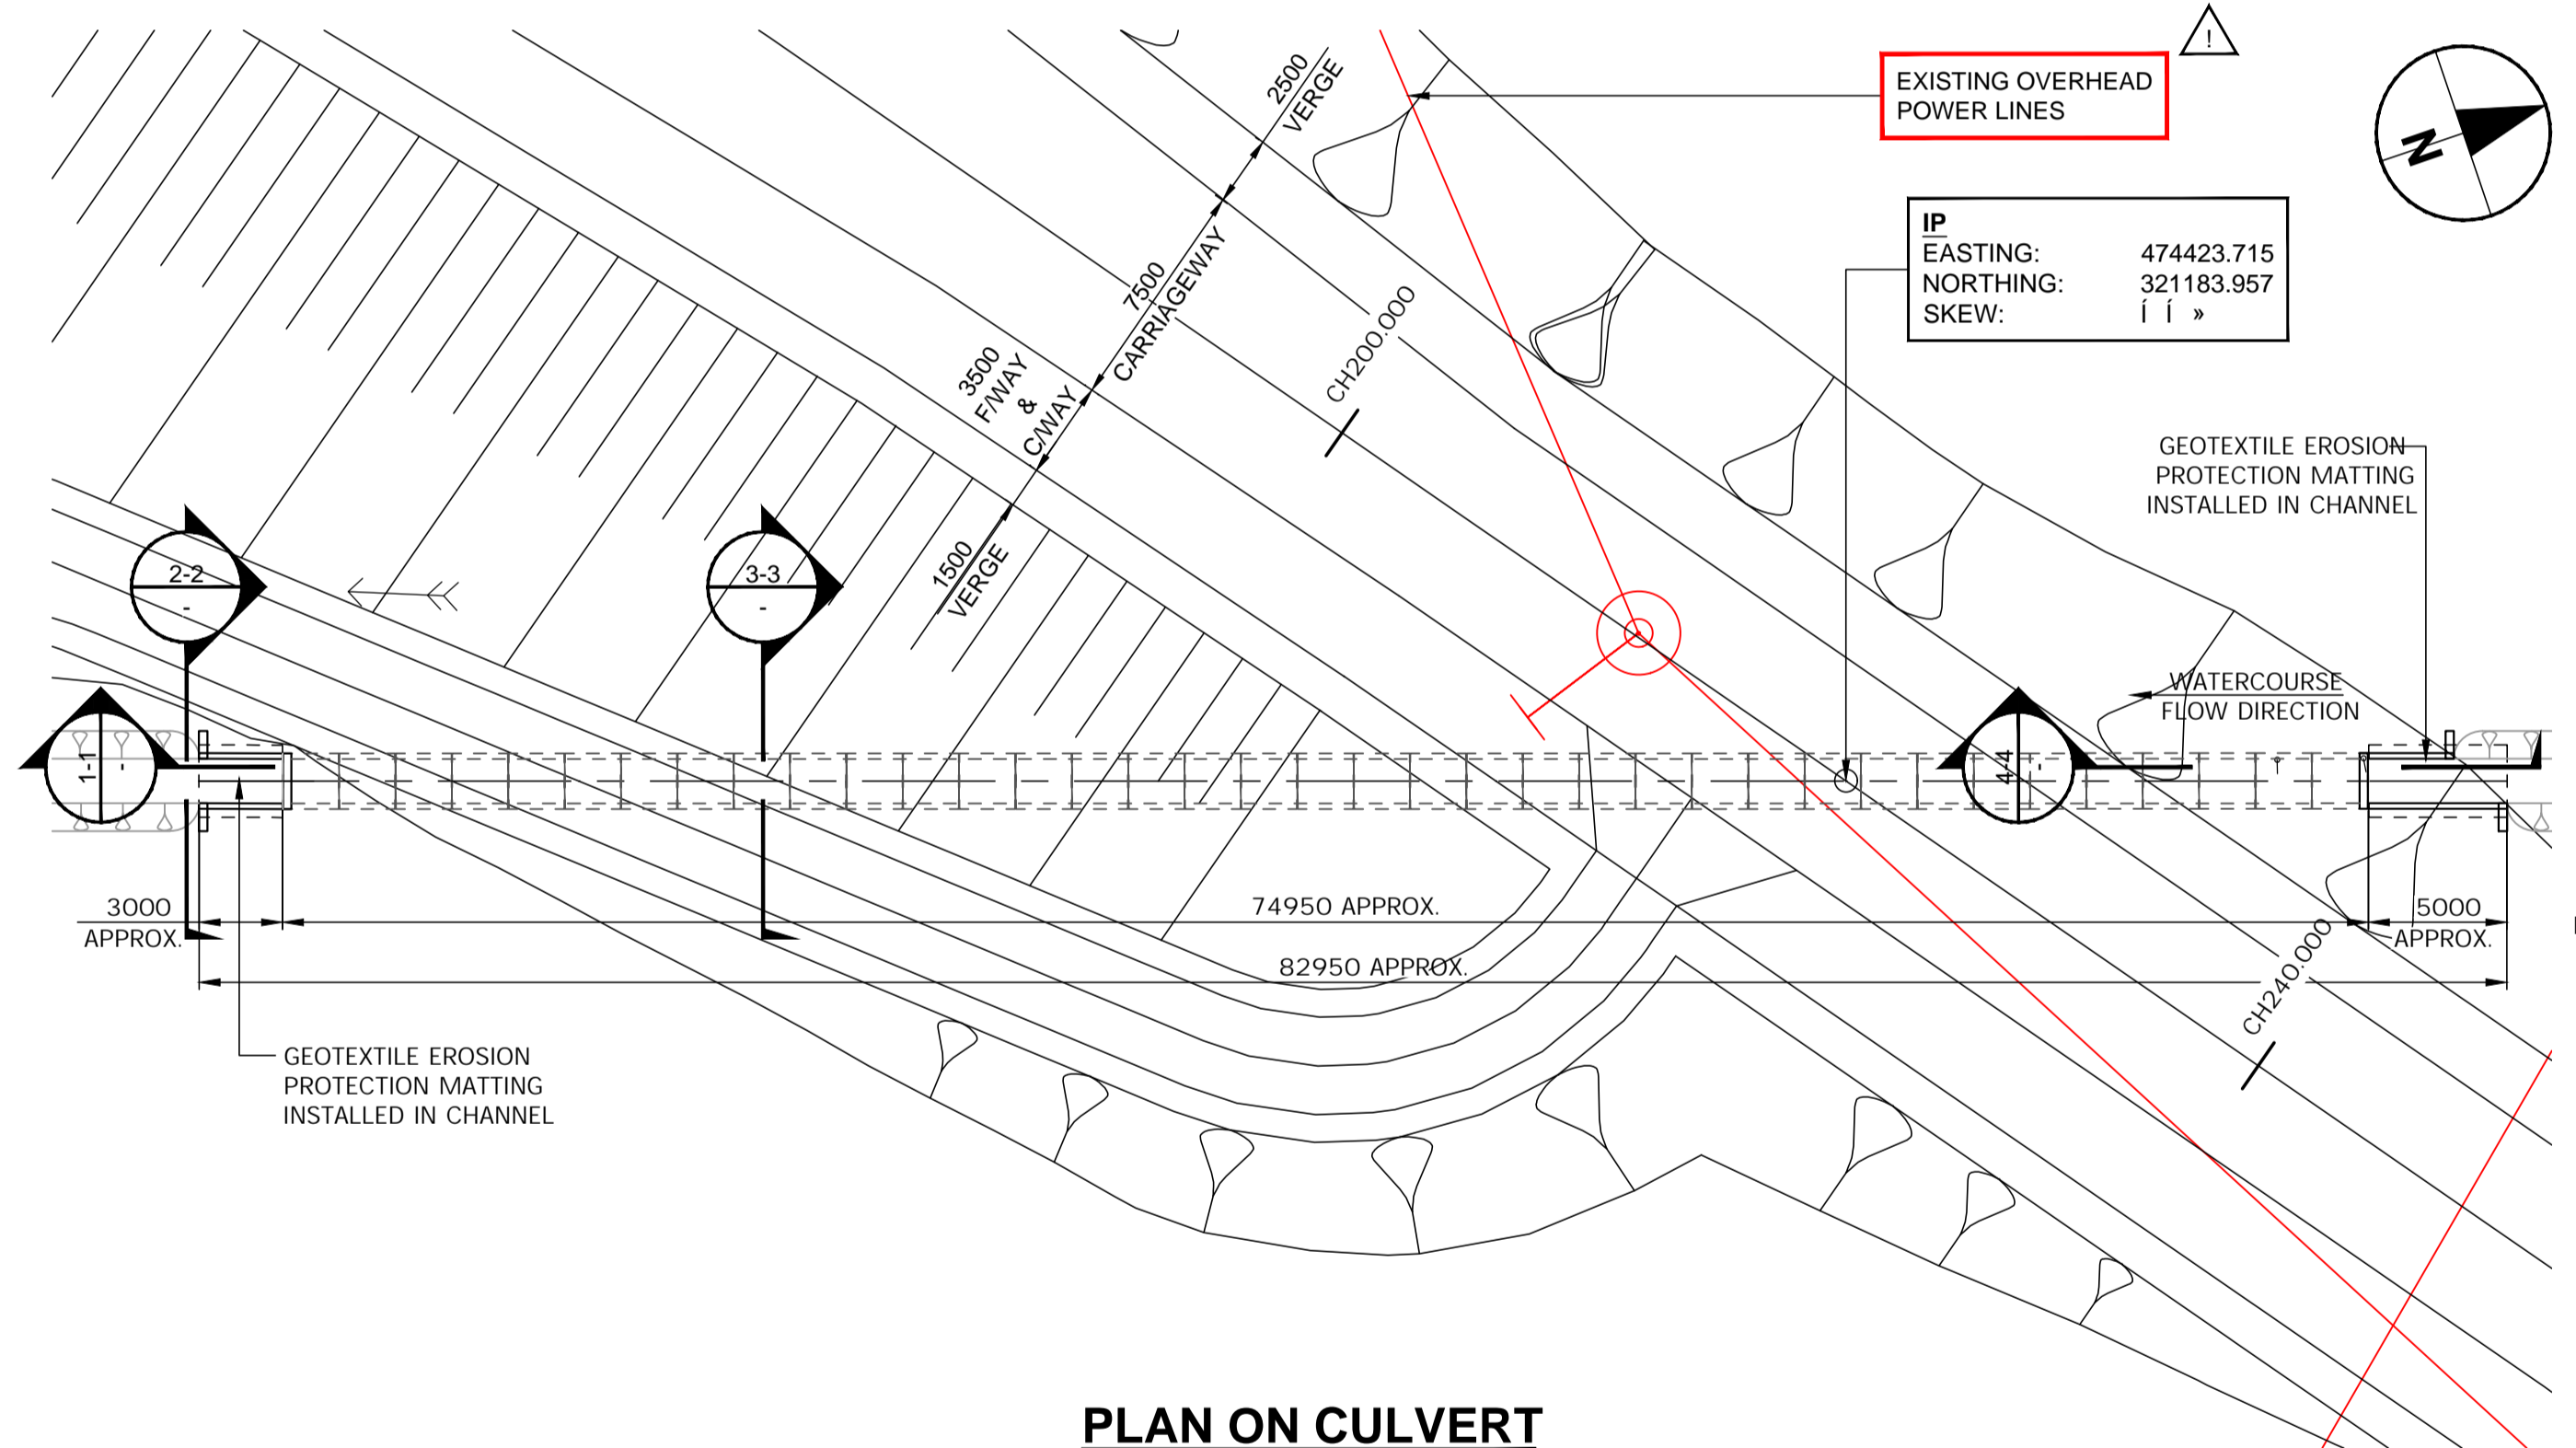 !
EXISTING OVERHEAD
POWER LINES
N
2500
VERGE
IP
EASTING: 474423.715
NORTHING: 321183.957
SKEW: Í Í »
7500
CARRIAGEWAY
CH200.000
3500
F/WAY
&
C/WAY
GEOTEXTILE EROSION
PROTECTION MATTING
INSTALLED IN CHANNEL
1500
VERGE
2-2
-
3-3
-
WATERCOURSE
FLOW DIRECTION
1-1
-
4-4
-
3000
APPROX.
74950 APPROX.
5000
APPROX.
82950 APPROX.
CH240.000
GEOTEXTILE EROSION
PROTECTION MATTING
INSTALLED IN CHANNEL
PLAN ON CULVERT